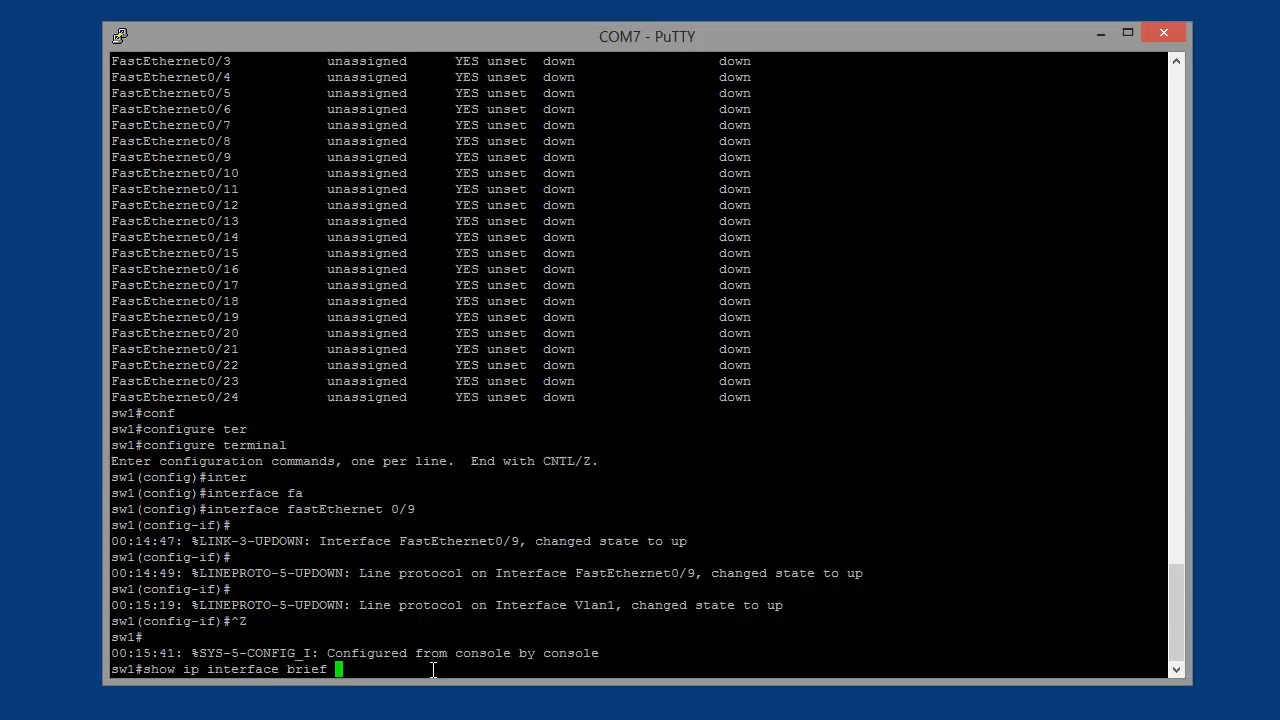 COM7 - PuTTY
FastEthernet0/3 unassigned YES unset down down
FastEthernet0/4 unassigned YES unset down down
FastEthernet0/5 unassigned YES unset down down
FastEthernet0/6 unassigned YES unset down down
FastEthernet0/7 unassigned YES unset down down
FastEthernet0/8 unassigned YES unset down down
FastEthernet0/9 unassigned YES unset down down
FastEthernet0/10 unassigned YES unset down down
FastEthernet0/11 unassigned YES unset down down
FastEthernet0/12 unassigned YES unset down down
FastEthernet0/13 unassigned YES unset down down
FastEthernet0/14 unassigned YES unset down down
FastEthernet0/15 unassigned YES unset down down
FastEthernet0/16 unassigned YES unset down down
FastEthernet0/17 unassigned YES unset down down
FastEthernet0/18 unassigned YES unset down down
FastEthernet0/19 unassigned YES unset down down
FastEthernet0/20 unassigned YES unset down down
FastEthernet0/21 unassigned YES unset down down
FastEthernet0/22 unassigned YES unset down down
FastEthernet0/23 unassigned YES unset down down
FastEthernet0/24 unassigned YES unset down down
sw1#conf
sw1#configure ter
sw1#configure terminal
Enter configuration commands, one per line.  End with CNTL/Z.
sw1(config)#inter
sw1(config)#interface fa
sw1(config)#interface fastEthernet 0/9
sw1(config-if)#
00:14:47: %LINK-3-UPDOWN: Interface FastEthernet0/9, changed state to up
sw1(config-if)#
00:14:49: %LINEPROTO-5-UPDOWN: Line protocol on Interface FastEthernet0/9, changed state to up
sw1(config-if)#
00:15:19: %LINEPROTO-5-UPDOWN: Line protocol on Interface Vlan1, changed state to up
sw1(config-if)#^Z
sw1#
00:15:41: %SYS-5-CONFIG_I: Configured from console by console
sw1#show ip interface brief